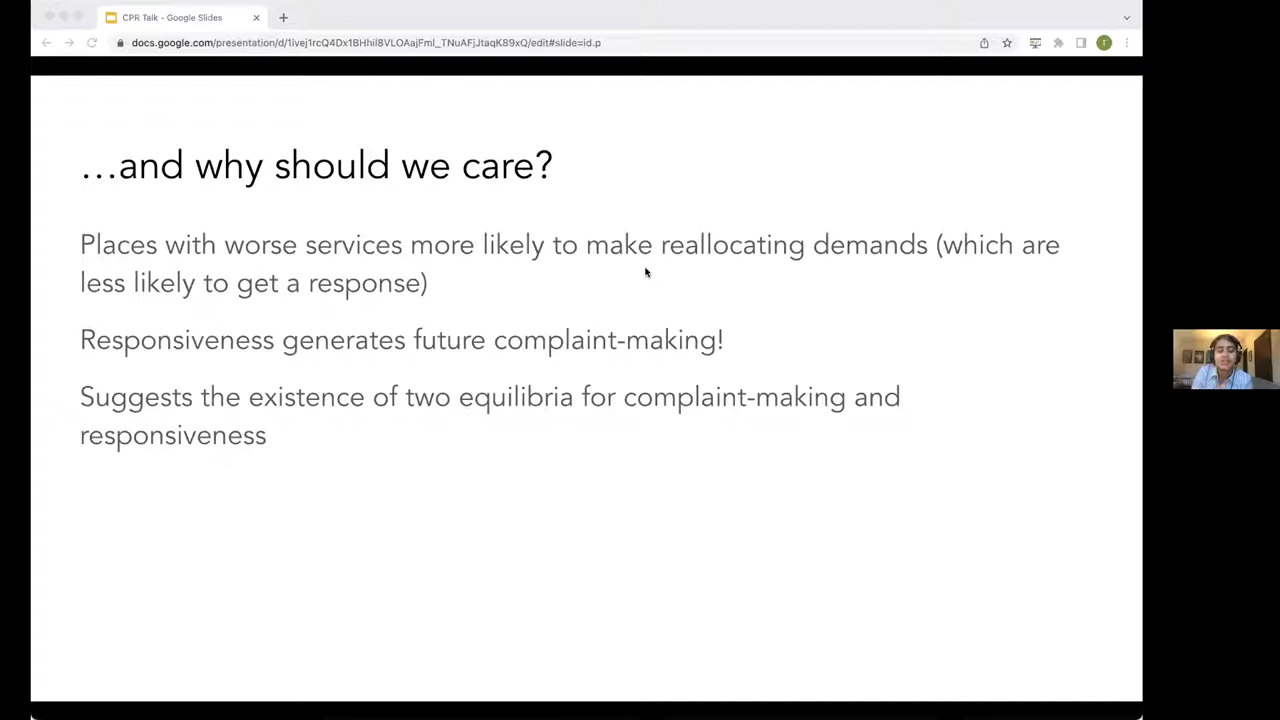 CPR Talk - Google Slides
docs.google.com/presentation/d/1ivej1rcQ4Dx1BHhil8VLOAajFml_TNuAFjJtaqK89xQ/edit#slide=id.p
T
…and why should we care?
Places with worse services more likely to make reallocating demands (which are
less likely to get a response)
Responsiveness generates future complaint-making!
Suggests the existence of two equilibria for complaint-making and
responsiveness